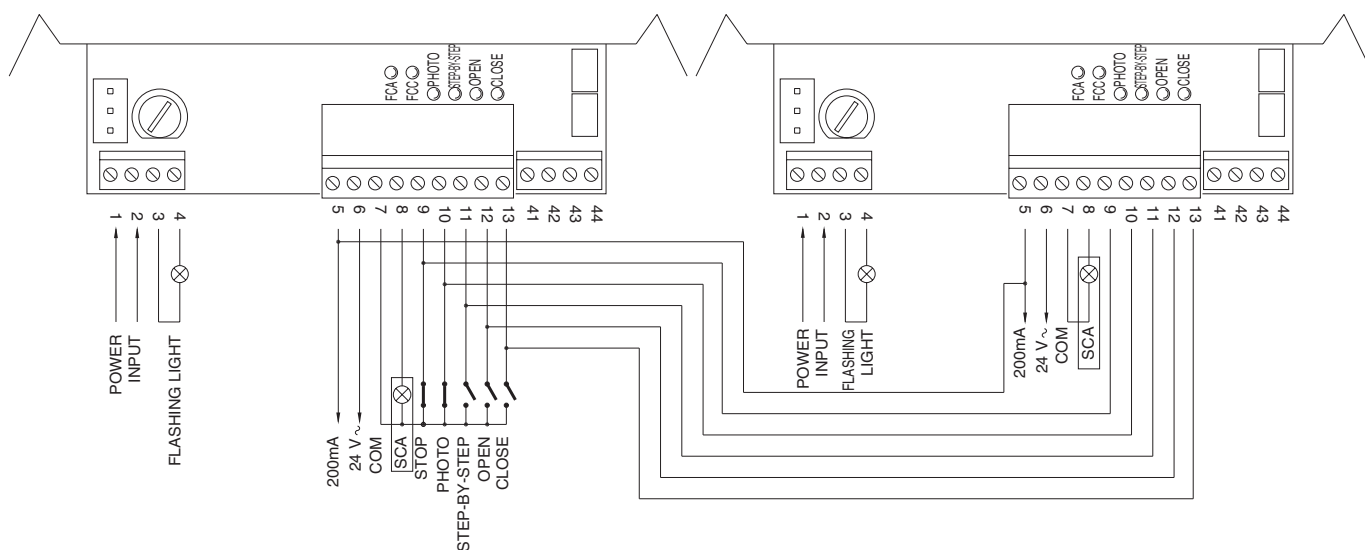 FCA
FCC
PHOTO
STEP-BY-STEP
OPEN
CLOSE
1
2
3
4
5
6
7
8
9
10
11
12
13
41
42
43
44
POWER
INPUT
FLASHING LIGHT
200mA
24 V ~
COM
SCA
STOP
PHOTO
STEP-BY-STEP
OPEN
CLOSE
FCA
FCC
PHOTO
STEP-BY-STEP
OPEN
CLOSE
1
2
3
4
5
6
7
8
9
10
11
12
13
41
42
43
44
POWER
INPUT
FLASHING
LIGHT
200mA
24 V ~
COM
SCA